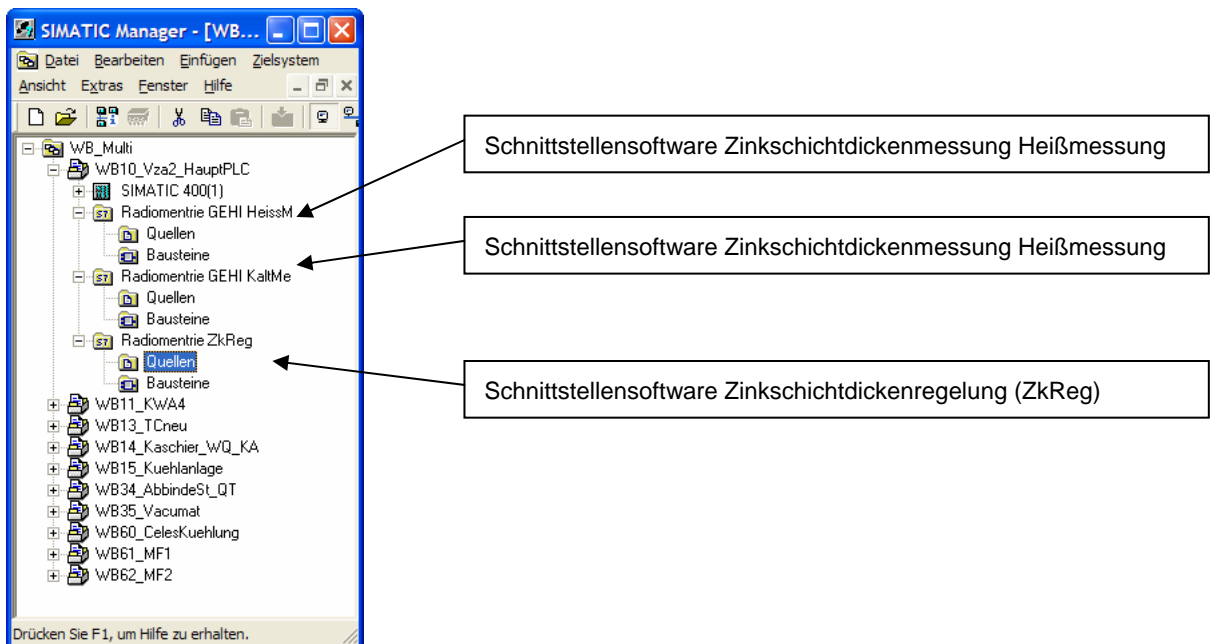 SIMATIC Manager - [WB...
Datei Bearbeiten Einfügen Zielsystem
Ansicht Extras Fenster Hilfe
WB_Multi
WB10_Vza2_HauptPLC
SIMATIC 400(1)
Radiomentrie GEHI HeissM
Quellen
Bausteine
Radiomentrie GEHI KaltMe
Quellen
Bausteine
Radiomentrie ZkReg
Quellen
Bausteine
WB11_KWA4
WB13_TCneu
WB14_Kaschier_WQ_KA
WB15_Kuehlanlage
WB34_AbbindeSt_QT
WB35_Vacumat
WB60_CelesKuehlung
WB61_MF1
WB62_MF2
Drücken Sie F1, um Hilfe zu erhalten.
Schnittstellensoftware Zinkschichtdickenmessung Heißmessung
Schnittstellensoftware Zinkschichtdickenmessung Heißmessung
Schnittstellensoftware Zinkschichtdickenregelung (ZkReg)